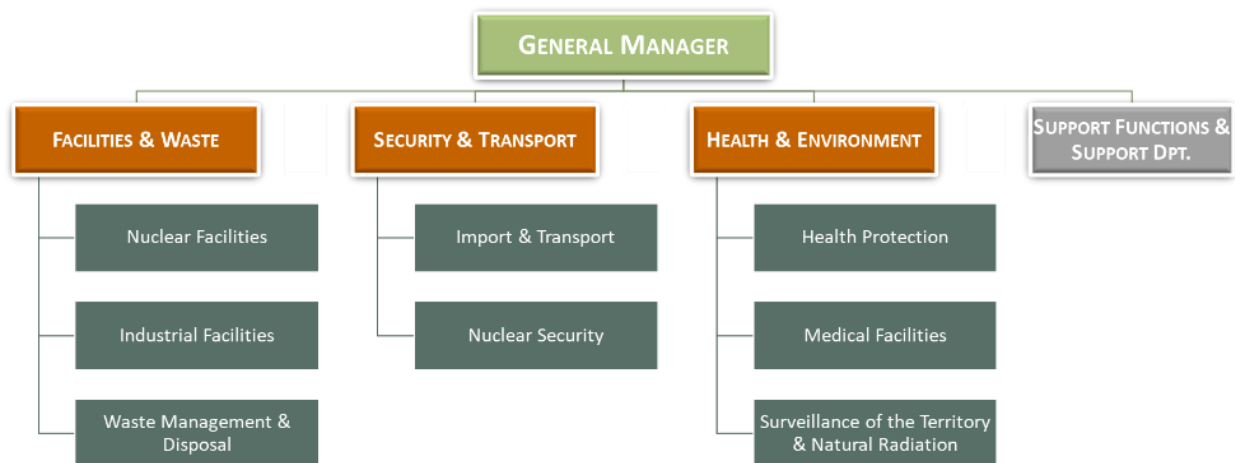 GENERAL MANAGER
FACILITIES & WASTE
SECURITY & TRANSPORT
HEALTH & ENVIRONMENT
SUPPORT FUNCTIONS &
SUPPORT DPT.
Nuclear Facilities
Import & Transport
Health Protection
Industrial Facilities
Nuclear Security
Medical Facilities
Waste Management &
Disposal
Surveillance of the Territory
& Natural Radiation